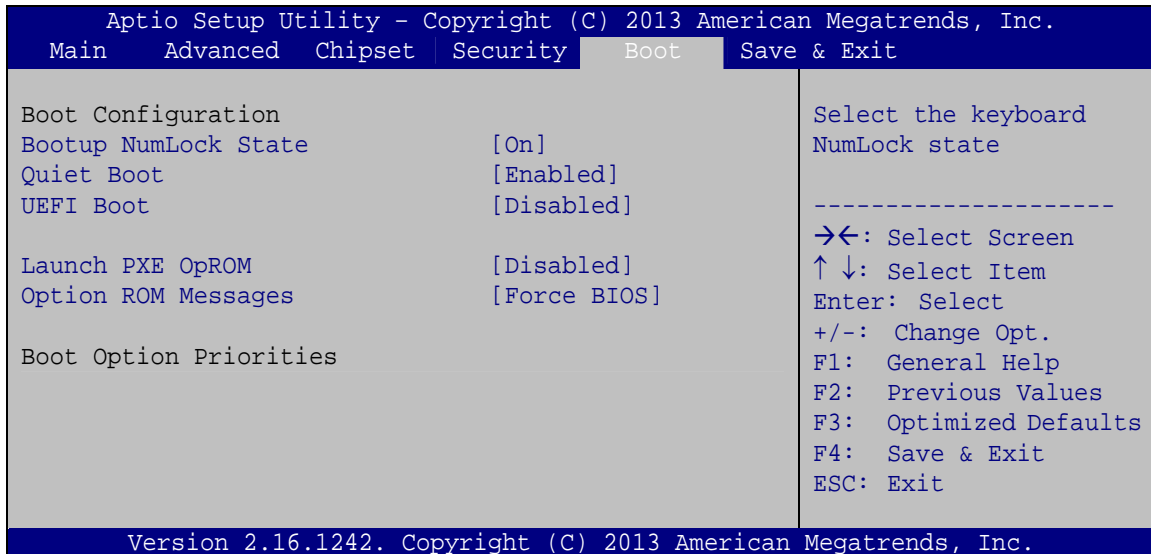 Aptio Setup Utility – Copyright (C) 2013 American Megatrends, Inc.
Main Advanced Chipset Security Boot Save & Exit
Boot Configuration
Bootup NumLock State [On]
Quiet Boot [Enabled]
UEFI Boot [Disabled]
Launch PXE OpROM [Disabled]
Option ROM Messages [Force BIOS]
Boot Option Priorities
Select the keyboard
NumLock state
---------------------
→←: Select Screen
↑ ↓: Select Item
Enter: Select
+/-: Change Opt.
F1: General Help
F2: Previous Values
F3: Optimized Defaults
F4: Save & Exit
ESC: Exit
Version 2.16.1242. Copyright (C) 2013 American Megatrends, Inc.